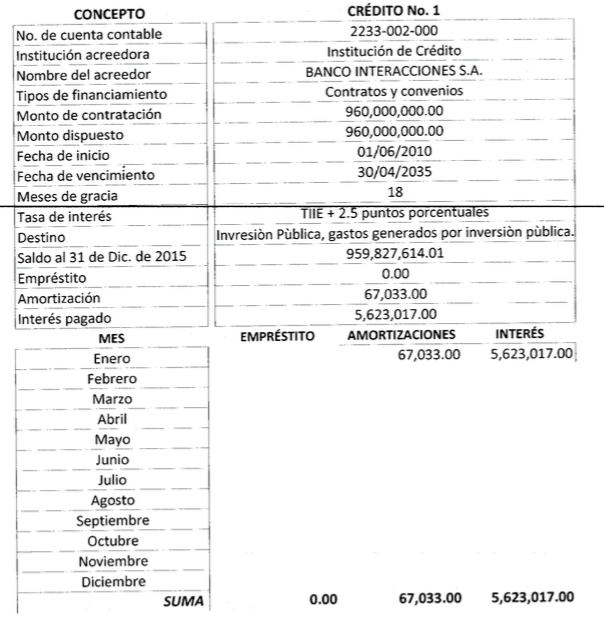 CONCEPTO CRÉDITO No. 1
No. de cuenta contable 2233-002-000
Institución acreedora Institución de Crédito
Nombre del acreedor BANCO INTERACCIONES S.A.
Tipos de financiamiento Contratos y convenios
Monto de contratación 960,000,000.00
Monto dispuesto 960,000,000.00
Fecha de inicio 01/06/2010
Fecha de vencimiento 30/04/2035
Meses de gracia 18
Tasa de interés TIIE + 2.5 puntos porcentuales
Destino Invresiòn Pùblica, gastos generados por inversiòn pùblica.
Saldo al 31 de Dic. de 2015 959,827,614.01
Empréstito 0.00
Amortización 67,033.00
Interés pagado 5,623,017.00
MES EMPRÉSTITO AMORTIZACIONES INTERÉS
Enero 67,033.00 5,623,017.00
Febrero
Marzo
Abril
Mayo
Junio
Julio
Agosto
Septiembre
Octubre
Noviembre
Diciembre
SUMA 0.00 67,033.00 5,623,017.00